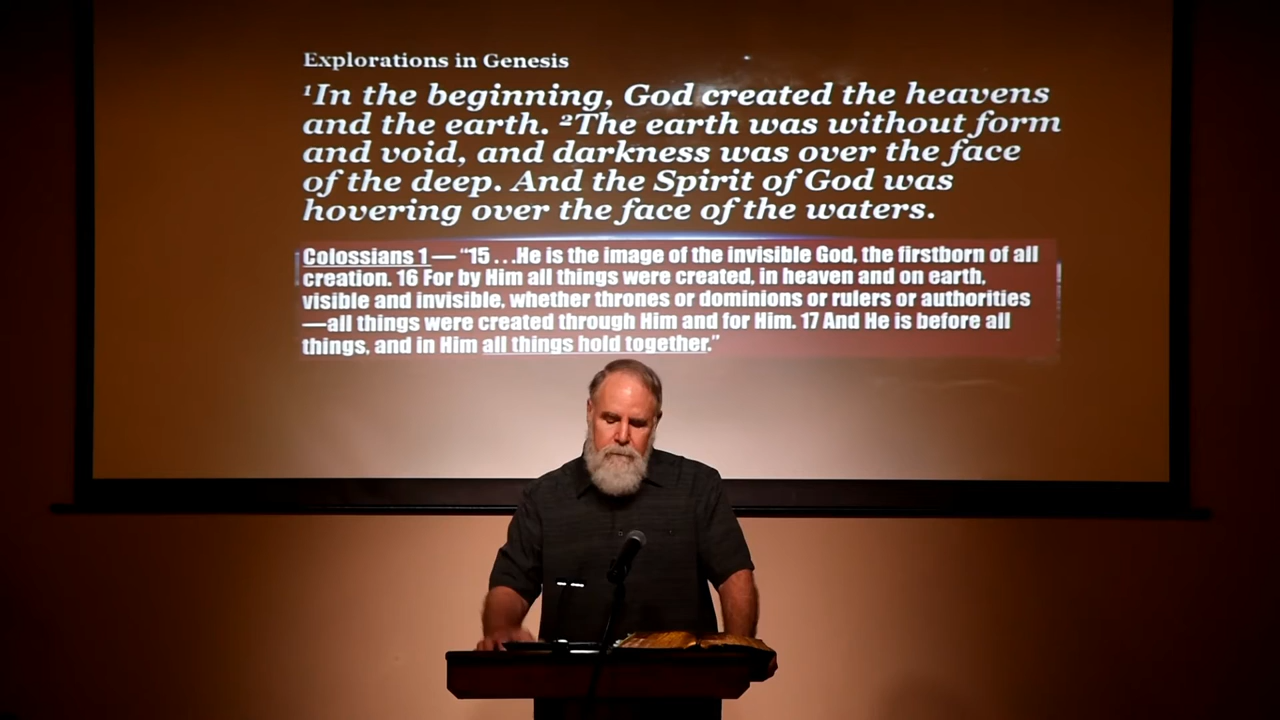 Explorations in Genesis
¹In the beginning, God created the heavens
and the earth. ²The earth was without form
and void, and darkness was over the face
of the deep. And the Spirit of God was
hovering over the face of the waters.
Colossians 1 — “15 . . .He is the image of the invisible God, the firstborn of all
creation. 16 For by Him all things were created, in heaven and on earth,
visible and invisible, whether thrones or dominions or rulers or authorities
—all things were created through Him and for Him. 17 And He is before all
things, and in Him all things hold together.”